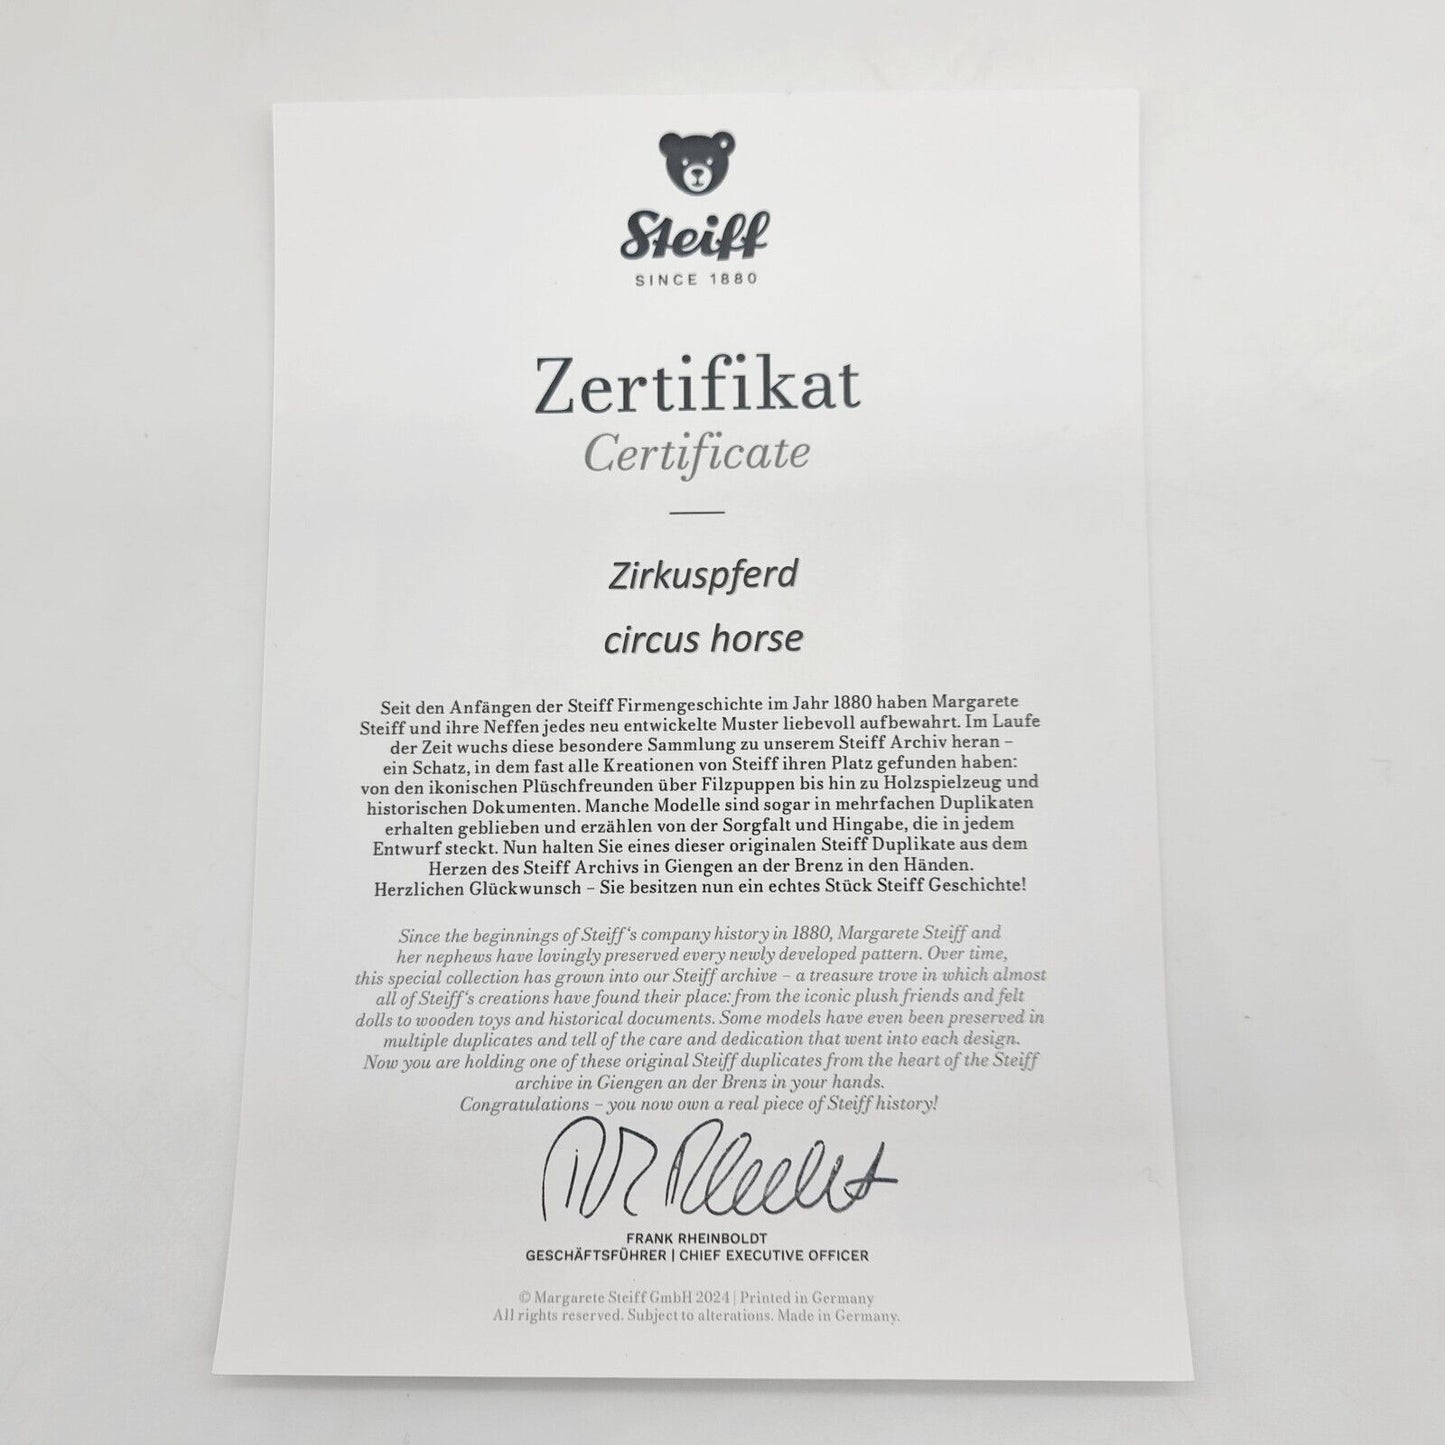 Steiff
SINCE 1880
Zertifikat
Certificate
Zirkuspferd
circus horse
Seit den Anfängen der Steiff Firmengeschichte im Jahr 1880 haben Margarete
Steiff und ihre Neffen jedes neu entwickelte Muster liebevoll aufbewahrt. Im Laufe
der Zeit wuchs diese besondere Sammlung zu unserem Steiff Archiv heran –
ein Schatz, in dem fast alle Kreationen von Steiff ihren Platz gefunden haben:
von den ikonischen Plüschfreunden über Filzpuppen bis hin zu Holzspielzeug und
historischen Dokumenten. Manche Modelle sind sogar in mehrfachen Duplikaten
erhalten geblieben und erzählen von der Sorgfalt und Hingabe, die in jedem
Entwurf steckt. Nun halten Sie eines dieser originalen Steiff Duplikate aus dem
Herzen des Steiff Archivs in Giengen an der Brenz in den Händen.
Herzlichen Glückwunsch – Sie besitzen nun ein echtes Stück Steiff Geschichte!
Since the beginnings of Steiff's company history in 1880, Margarete Steiff and
her nephews have lovingly preserved every newly developed pattern. Over time,
this special collection has grown into our Steiff archive – a treasure trove in which almost
all of Steiff's creations have found their place: from the iconic plush friends and felt
dolls to wooden toys and historical documents. Some models have even been preserved in
multiple duplicates and tell of the care and dedication that went into each design.
Now you are holding one of these original Steiff duplicates from the heart of the Steiff
archive in Giengen an der Brenz in your hands.
Congratulations – you now own a real piece of Steiff history!
FRANK RHEINBOLDT
GESCHÄFTSFÜHRER | CHIEF EXECUTIVE OFFICER
© Margarete Steiff GmbH 2024 | Printed in Germany
All rights reserved. Subject to alterations. Made in Germany.